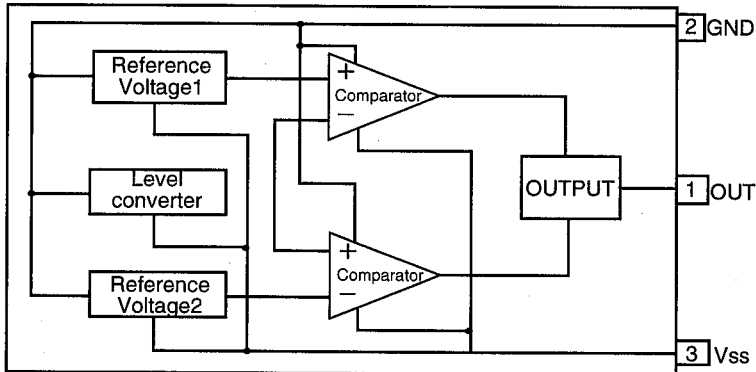 2 GND
Reference
Voltage1
+
Comparator
−
Level
converter
OUTPUT
1 OUT
+
Comparator
−
Reference
Voltage2
3 Vss